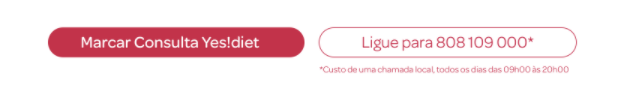 Marcar Consulta Yes!diet
Ligue para 808 109 000*
*Custo de uma chamada local, todos os dias das 09h00 às 20h00